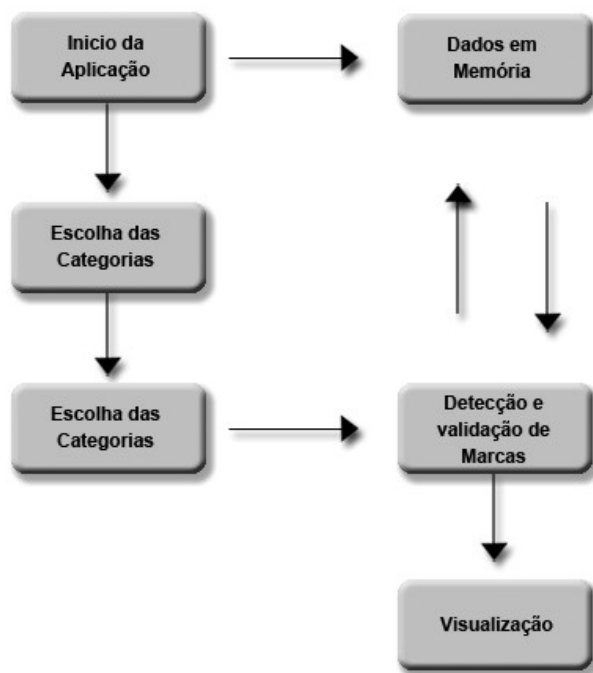 Inicio da
Aplicação
Dados em
Memória
Escolha das
Categorias
Escolha das
Categorias
Detecção e
validação de
Marcas
Visualização